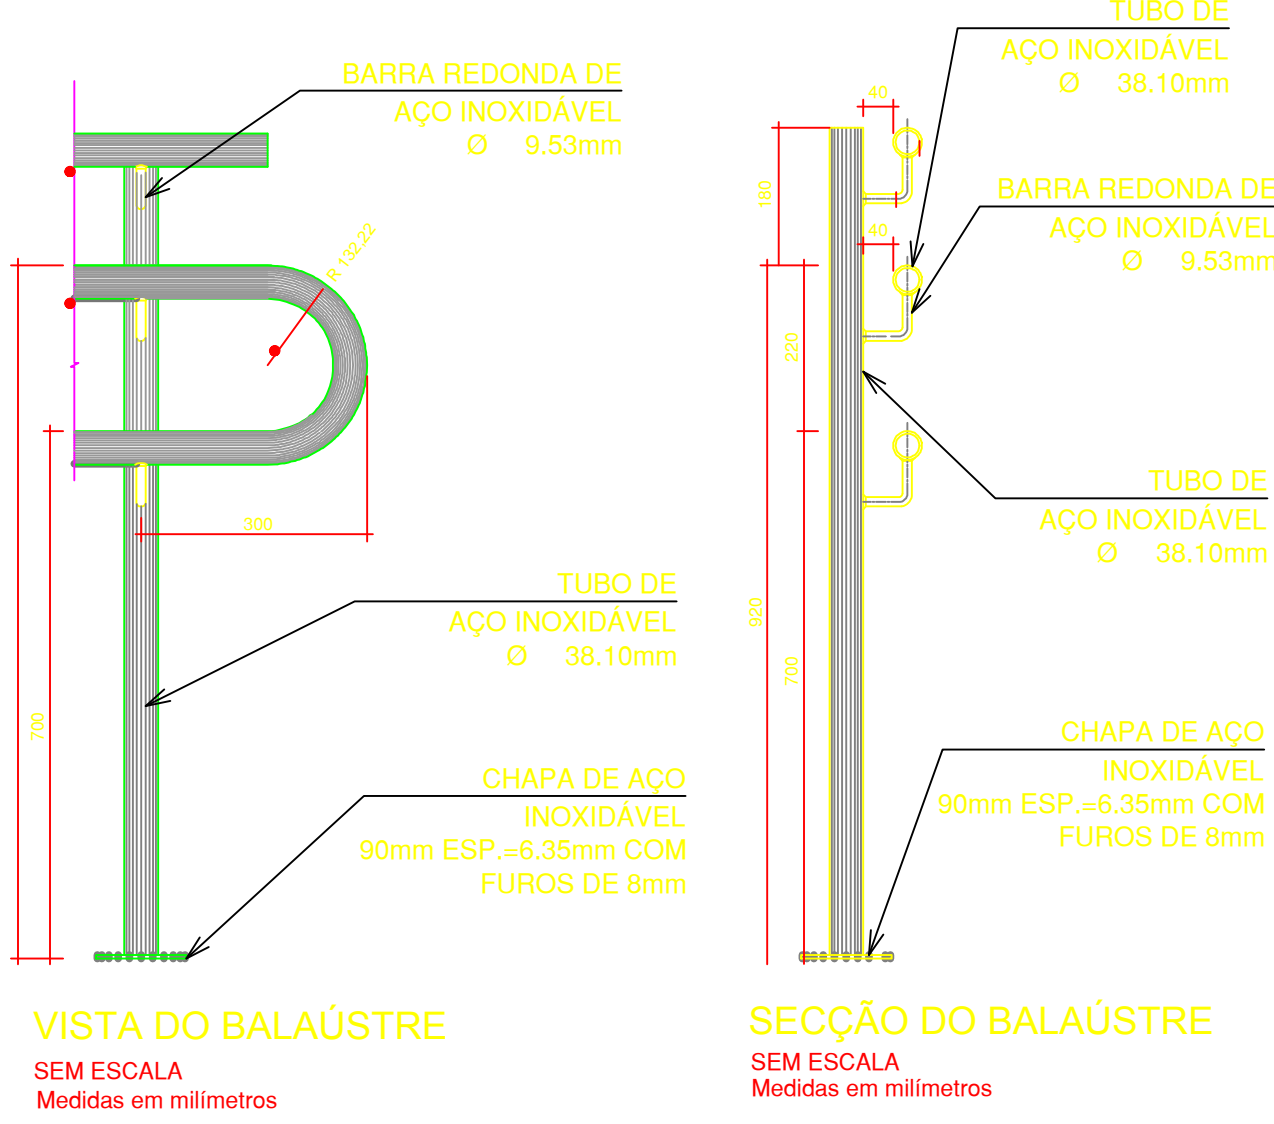 BARRA REDONDA DE
AÇO INOXIDÁVEL
Ø 9.53mm
R 132,22
300
TUBO DE
AÇO INOXIDÁVEL
Ø 38.10mm
700
CHAPA DE AÇO
INOXIDÁVEL
90mm ESP.=6.35mm COM
FUROS DE 8mm
VISTA DO BALAÚSTRE
SEM ESCALA
Medidas em milímetros
TUBO DE
AÇO INOXIDÁVEL
Ø 38.10mm
40
180
BARRA REDONDA DE
AÇO INOXIDÁVEL
Ø 9.53mm
40
220
TUBO DE
AÇO INOXIDÁVEL
Ø 38.10mm
920
700
CHAPA DE AÇO
INOXIDÁVEL
90mm ESP.=6.35mm COM
FUROS DE 8mm
SECÇÃO DO BALAÚSTRE
SEM ESCALA
Medidas em milímetros